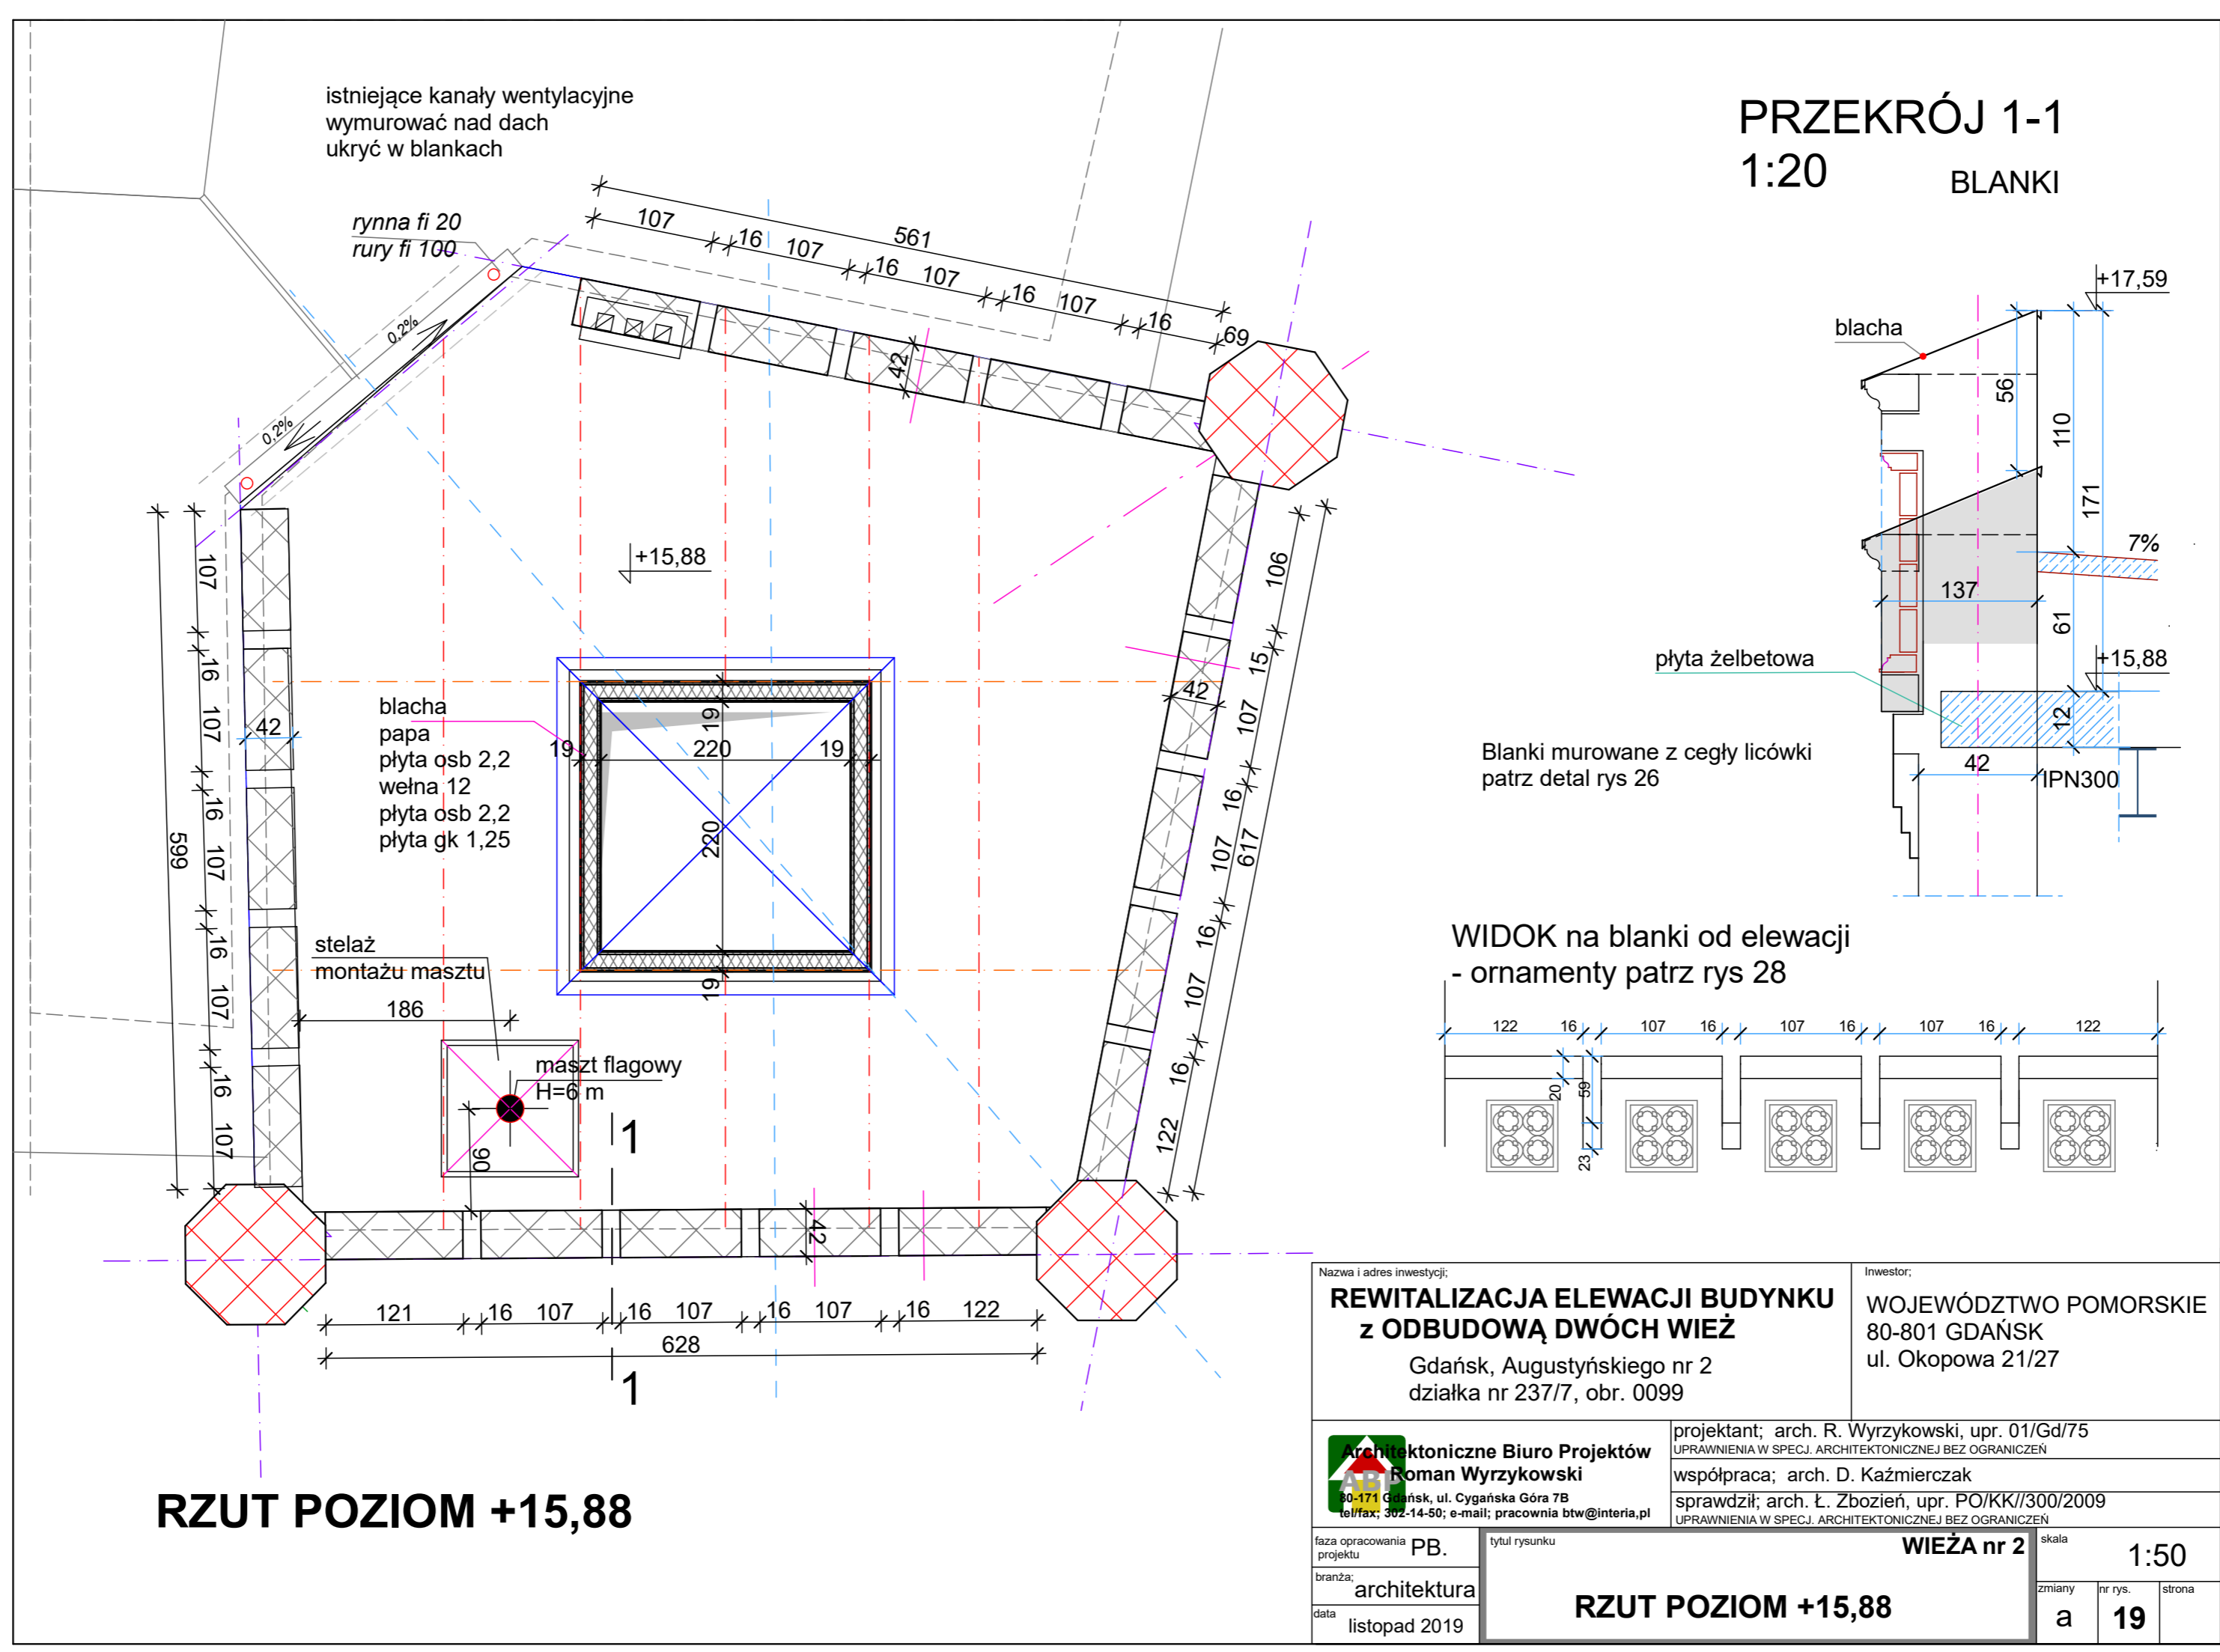 istniejące kanały wentylacyjne
wymurować nad dach
ukryć w blankach
rynna fi 20
rury fi 100
0,2%
0,2%
561
107
16
107
16
107
16
107
16
69
42
+15,88
107
16
107
16
107
16
107
16
107
599
42
blacha
papa
płyta osb 2,2
wełna 12
płyta osb 2,2
płyta gk 1,25
19
220
19
19
220
19
106
15
107
16
107
16
107
16
122
617
42
stelaż
montażu masztu
186
maszt flagowy
H=6 m
90
1
42
121
16
107
16
107
16
107
16
122
628
1
RZUT POZIOM +15,88
PRZEKRÓJ 1-1
1:20
BLANKI
+17,59
blacha
56
110
171
7%
137
61
płyta żelbetowa
+15,88
12
Blanki murowane z cegły licówki
patrz detal rys 26
42
IPN300
WIDOK na blanki od elewacji
- ornamenty patrz rys 28
122
16
107
16
107
16
107
16
122
20
59
23
Nazwa i adres inwestycji;
REWITALIZACJA ELEWACJI BUDYNKU
z ODBUDOWĄ DWÓCH WIEŻ
Gdańsk, Augustyńskiego nr 2
działka nr 237/7, obr. 0099
Inwestor;
WOJEWÓDZTWO POMORSKIE
80-801 GDAŃSK
ul. Okopowa 21/27
ABP
Architektoniczne Biuro Projektów
Roman Wyrzykowski
80-171 Gdańsk, ul. Cygańska Góra 7B
tel/fax; 302-14-50; e-mail; pracownia btw@interia,pl
projektant; arch. R. Wyrzykowski, upr. 01/Gd/75
UPRAWNIENIA W SPECJ. ARCHITEKTONICZNEJ BEZ OGRANICZEŃ
współpraca; arch. D. Kaźmierczak
sprawdził; arch. Ł. Zbozień, upr. PO/KK//300/2009
UPRAWNIENIA W SPECJ. ARCHITEKTONICZNEJ BEZ OGRANICZEŃ
faza opracowania
projektu
PB.
branża;
architektura
data
listopad 2019
tytul rysunku
WIEŻA nr 2
RZUT POZIOM +15,88
skala
1:50
zmiany
a
nr rys.
19
strona